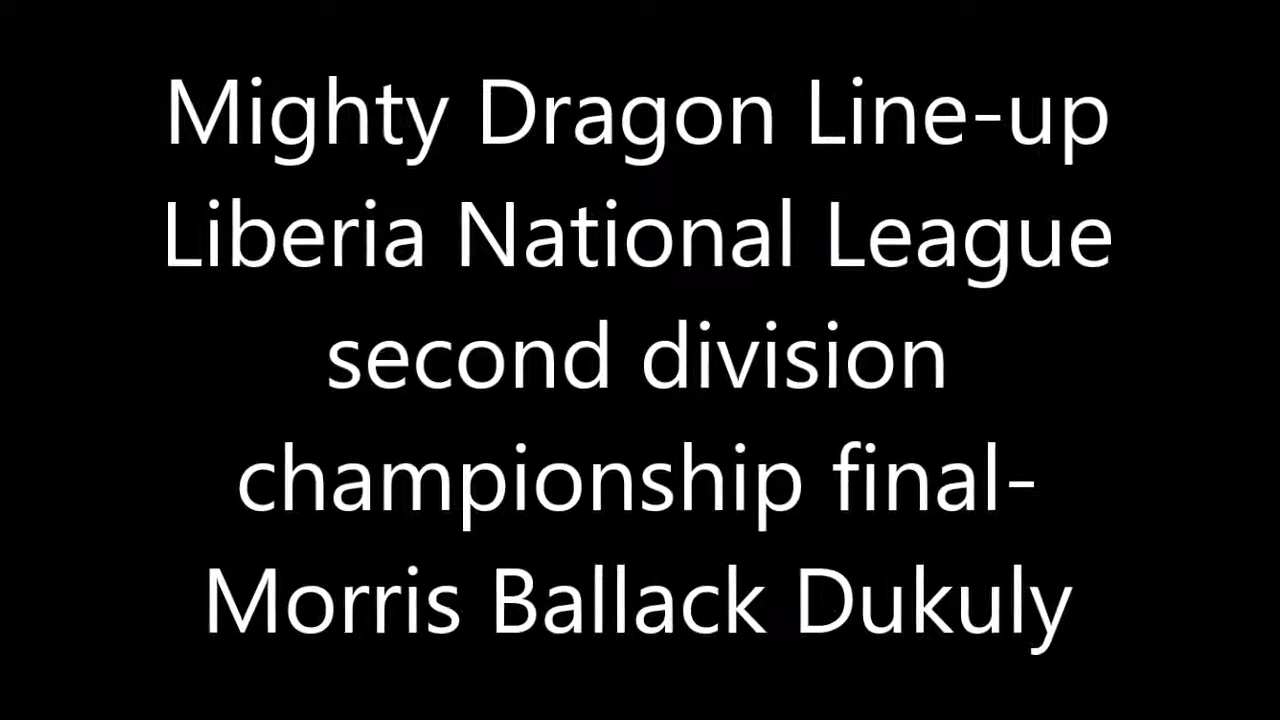 Mighty Dragon Line-up
Liberia National League
second division
championship final-
Morris Ballack Dukuly